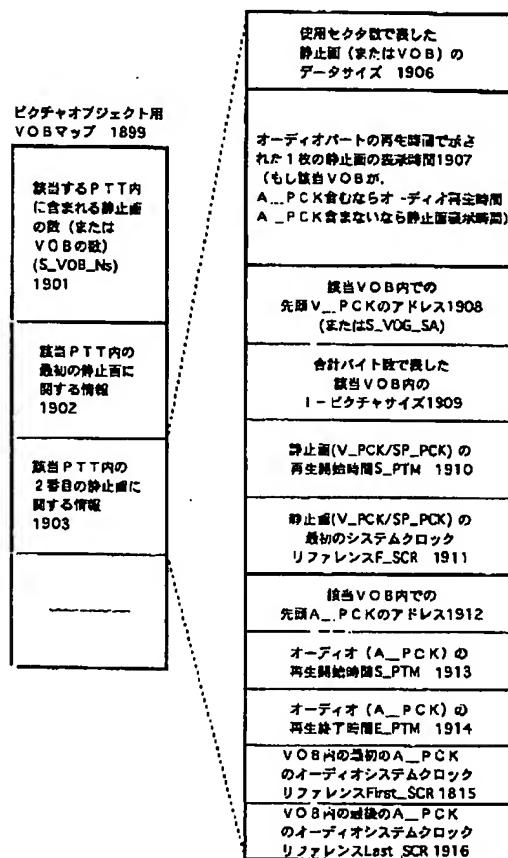 ピクチャオブジェクト用
VOBマップ 1899
該当するPTT内
に含まれる静止画
の数(または
VOBの数)
(S_VOB_Ns)
1901
該当PTT内の
最初の静止画に
関する情報
1902
該当PTT内の
2番目の静止画に
関する情報
1903
使用セクタ数で表した
静止画(またはVOB)の
データサイズ 1906
オーディオパートの再生時間で示さ
れた1枚の静止画の表示時間1907
(もし該当VOBが、
A__PCK含むならオーディオ再生時間
A__PCK含まないなら静止画表示時間)
該当VOB内での
先頭V__PCKのアドレス1908
(またはS_VOG_SA)
合計バイト数で表した
該当VOB内の
I-ピクチャサイズ1909
静止画(V_PCK/SP_PCK)の
再生開始時間S_PTM 1910
静止画(V_PCK/SP_PCK)の
最初のシステムクロック
リファレンスF_SCR 1911
該当VOB内での
先頭A__PCKのアドレス1912
オーディオ(A__PCK)の
再生開始時間S_PTM 1913
オーディオ(A__PCK)の
再生終了時間E_PTM 1914
VOB内の最初のA__PCK
のオーディオシステムクロック
リファレンスFirst_SCR 1815
VOB内の最後のA__PCK
のオーディオシステムクロック
リファレンスLast_SCR 1916